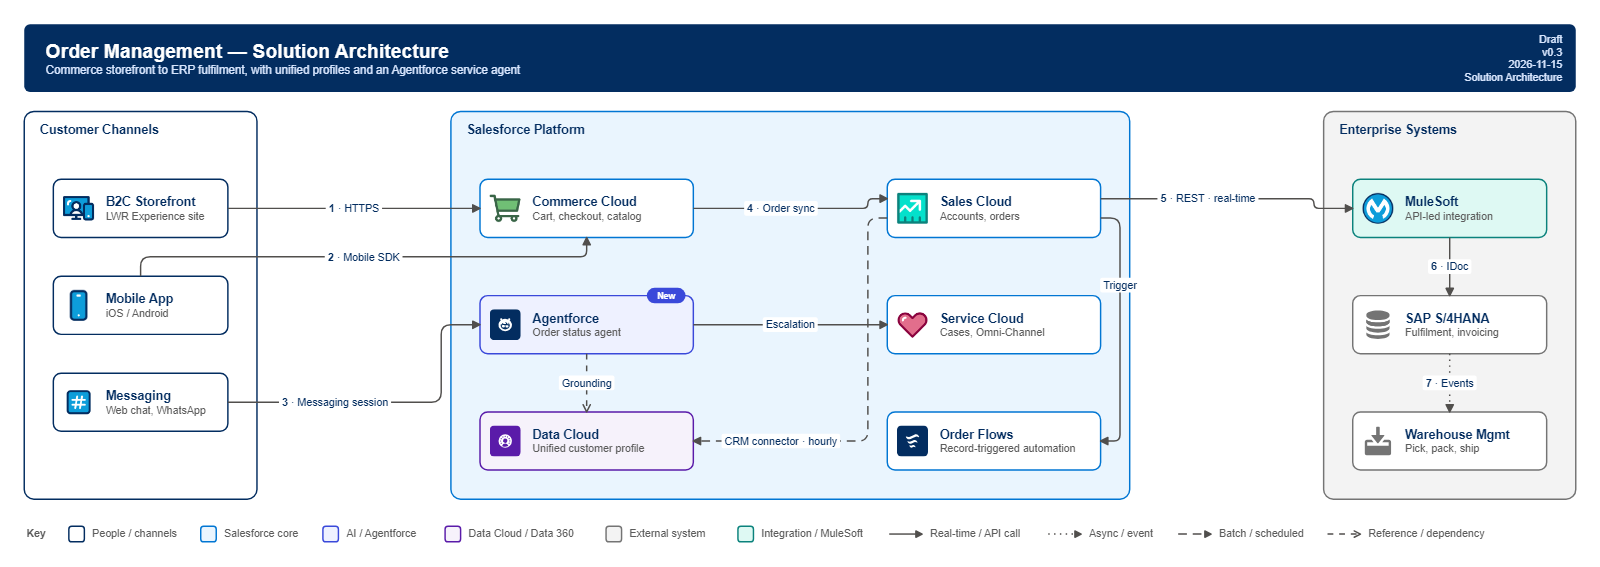 Order Management — Solution Architecture
Commerce storefront to ERP fulfilment, with unified profiles and an Agentforce service agent
Draft
v0.3
2026-11-15
Solution Architecture
Customer Channels
B2C Storefront
LWR Experience site
Mobile App
iOS / Android
Messaging
Web chat, WhatsApp
1 · HTTPS
2 · Mobile SDK
3 · Messaging session
Salesforce Platform
Commerce Cloud
Cart, checkout, catalog
4 · Order sync
Sales Cloud
Accounts, orders
New
Agentforce
Order status agent
Escalation
Service Cloud
Cases, Omni-Channel
Trigger
Grounding
Data Cloud
Unified customer profile
CRM connector · hourly
Order Flows
Record-triggered automation
5 · REST · real-time
Enterprise Systems
MuleSoft
API-led integration
6 · IDoc
SAP S/4HANA
Fulfilment, invoicing
7 · Events
Warehouse Mgmt
Pick, pack, ship
Key
People / channels
Salesforce core
AI / Agentforce
Data Cloud / Data 360
External system
Integration / MuleSoft
Real-time / API call
Async / event
Batch / scheduled
Reference / dependency